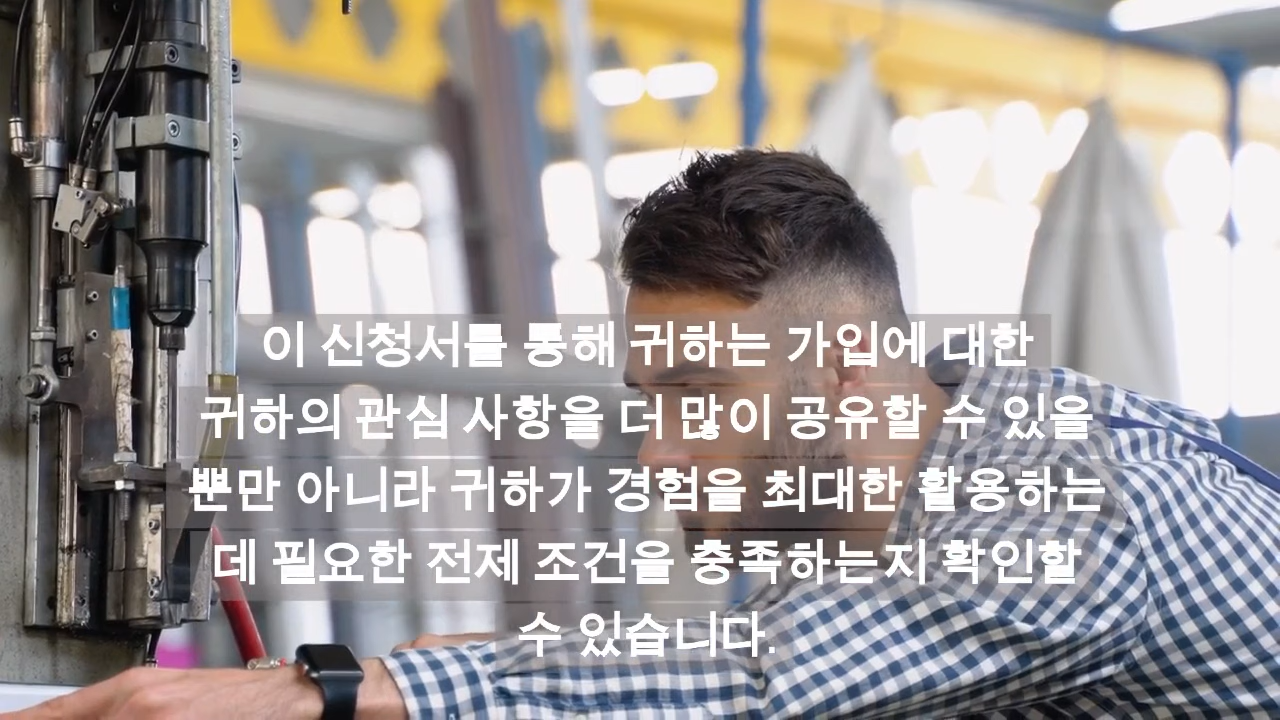 이 신청서를 통해 귀하는 가입에 대한
귀하의 관심 사항을 더 많이 공유할 수 있을
뿐만 아니라 귀하가 경험을 최대한 활용하는
데 필요한 전제 조건을 충족하는지 확인할
수 있습니다.